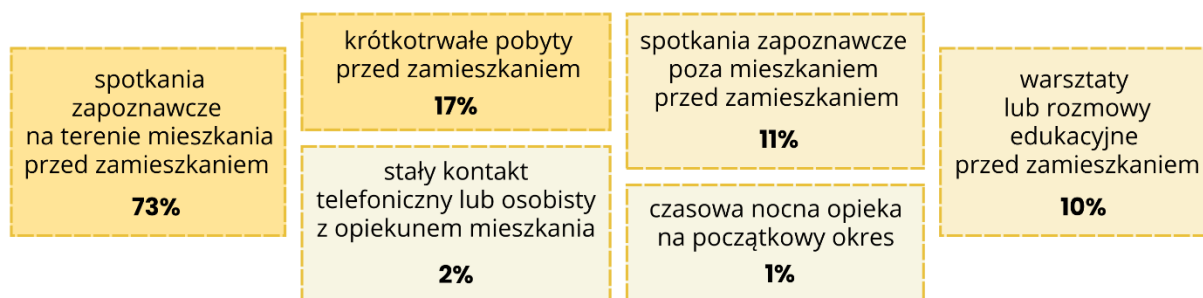 spotkania
zapoznawcze
na terenie mieszkania
przed zamieszkaniem
73%
krótkotrwałe pobyty
przed zamieszkaniem
17%
stały kontakt
telefoniczny lub osobisty
z opiekunem mieszkania
2%
spotkania zapoznawcze
poza mieszkaniem
przed zamieszkaniem
11%
czasowa nocna opieka
na początkowy okres
1%
warsztaty
lub rozmowy
edukacyjne
przed zamieszkaniem
10%